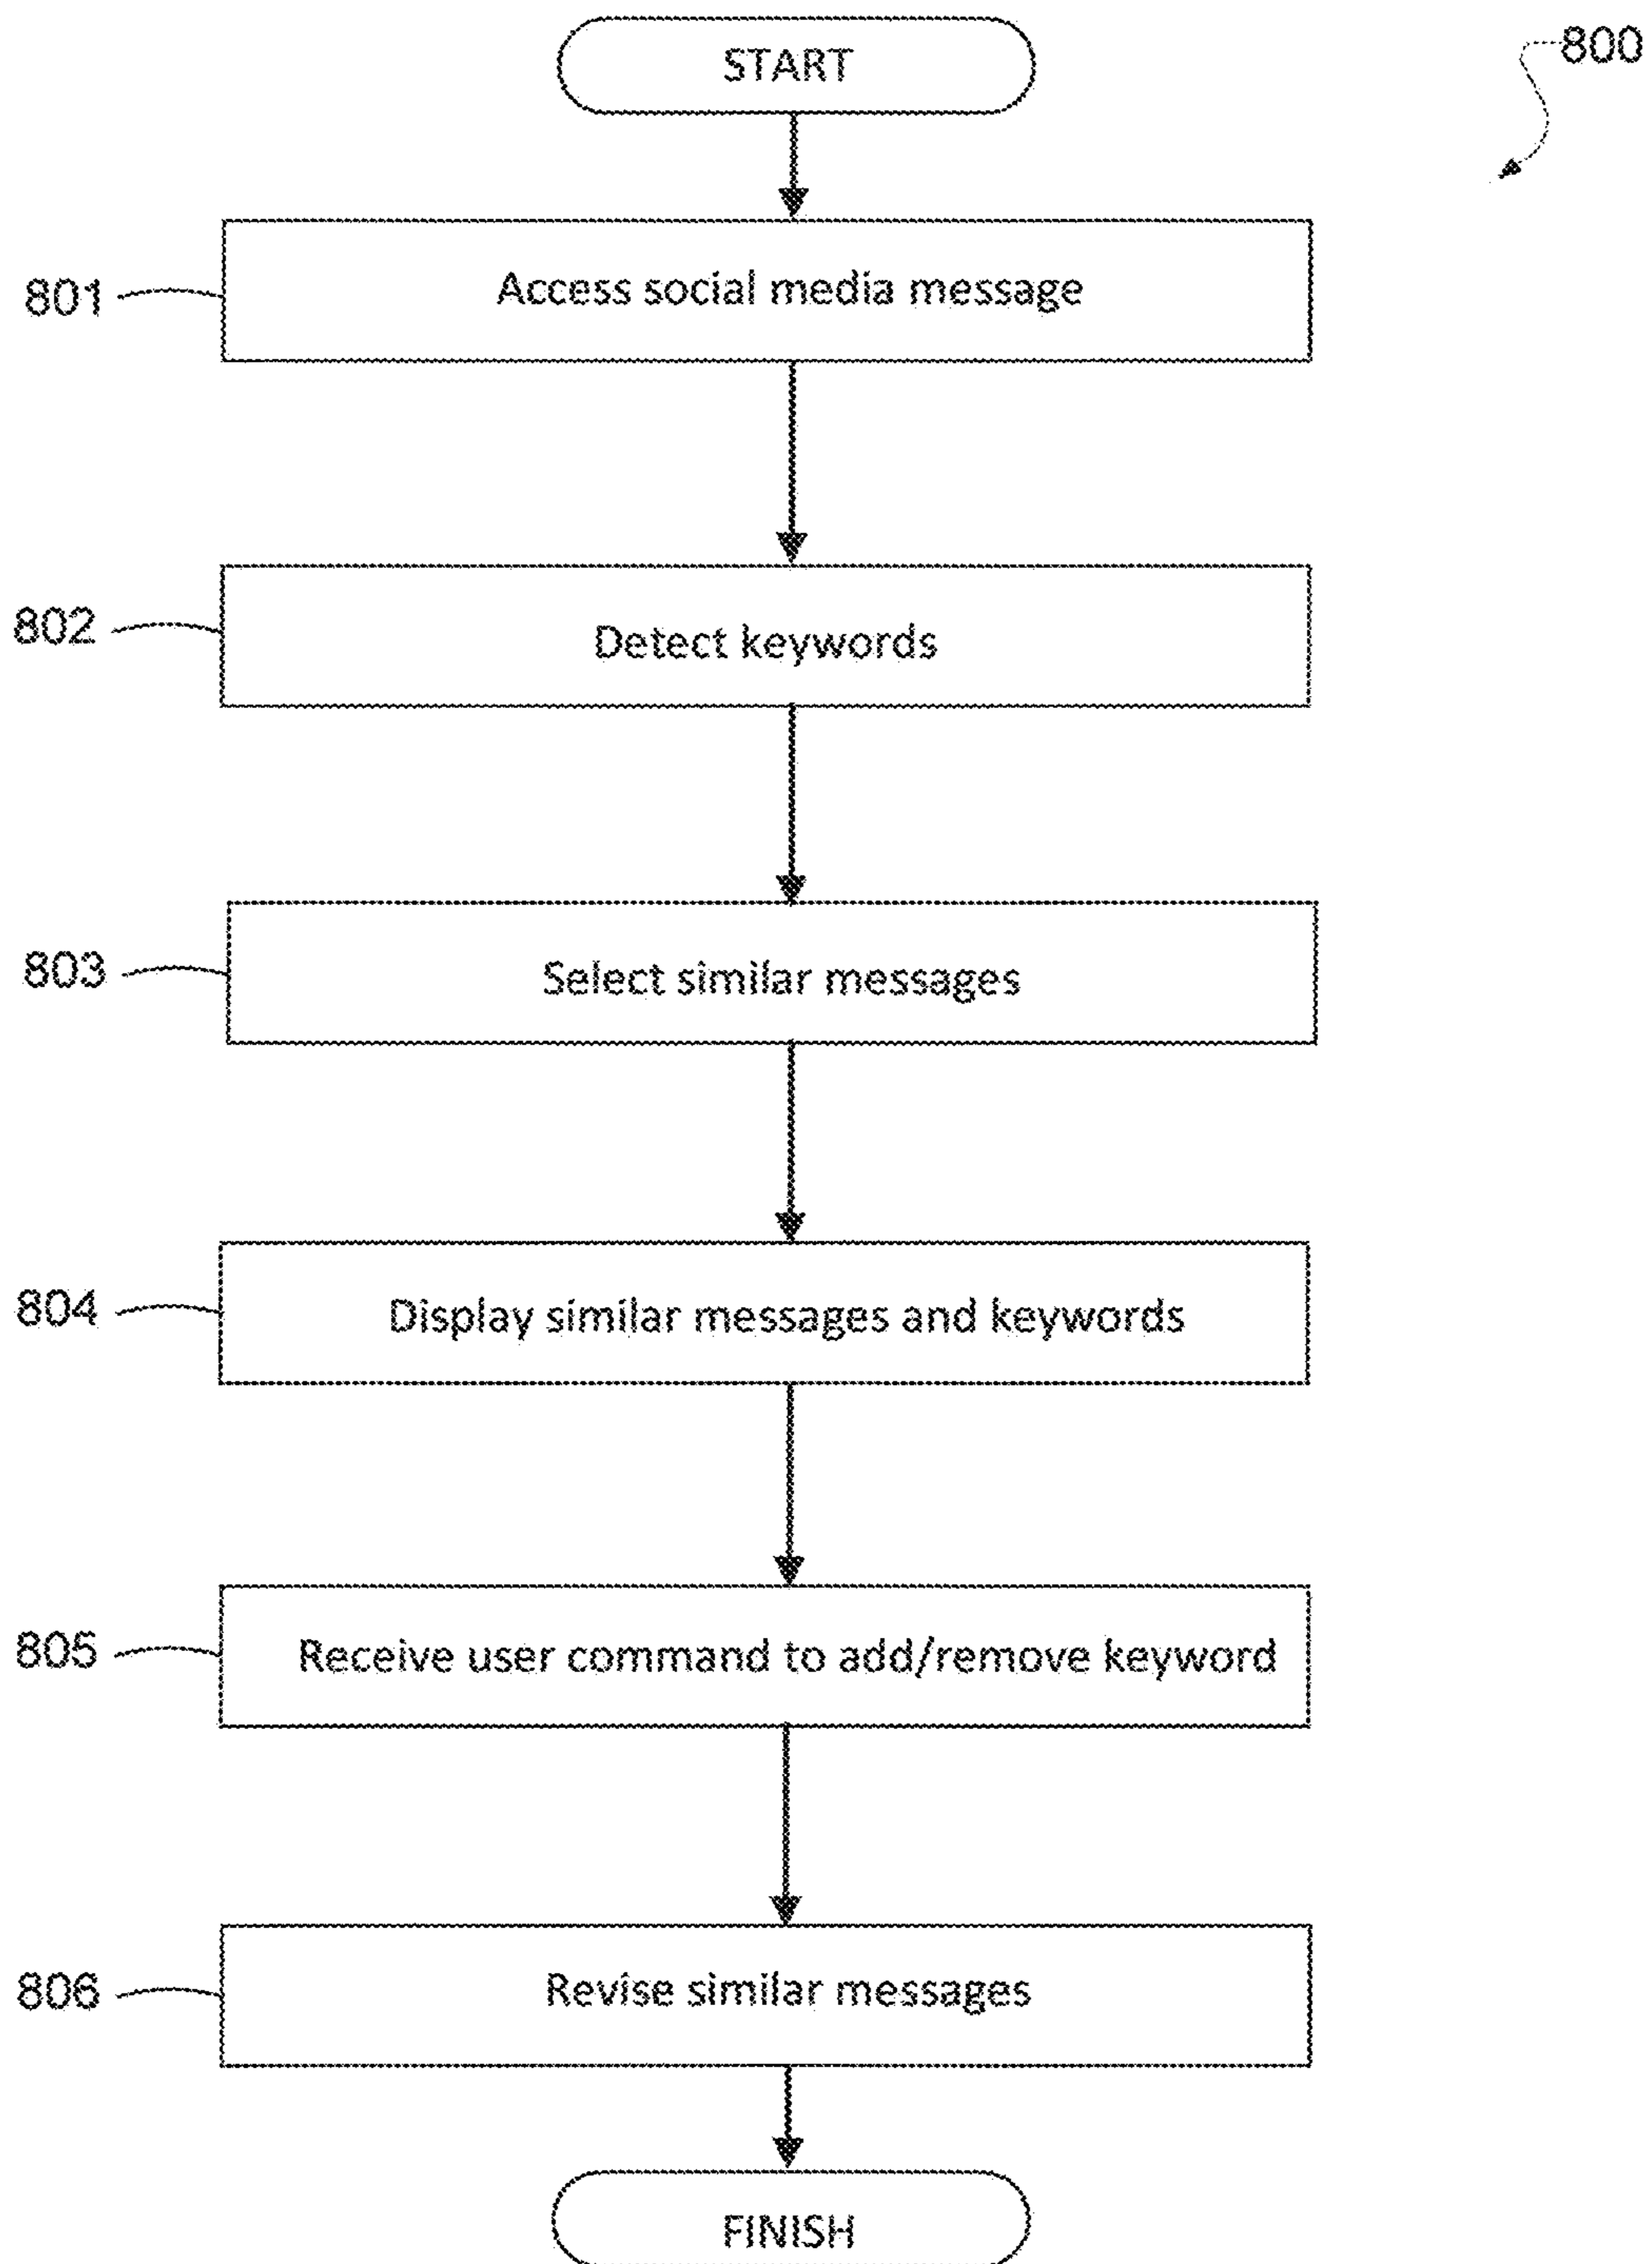 START
800
801
Access social media message
802
Detect keywords
803
Select similar messages
804
Display similar messages and keywords
805
Receive user command to add/remove keyword
806
Revise similar messages
FINISH